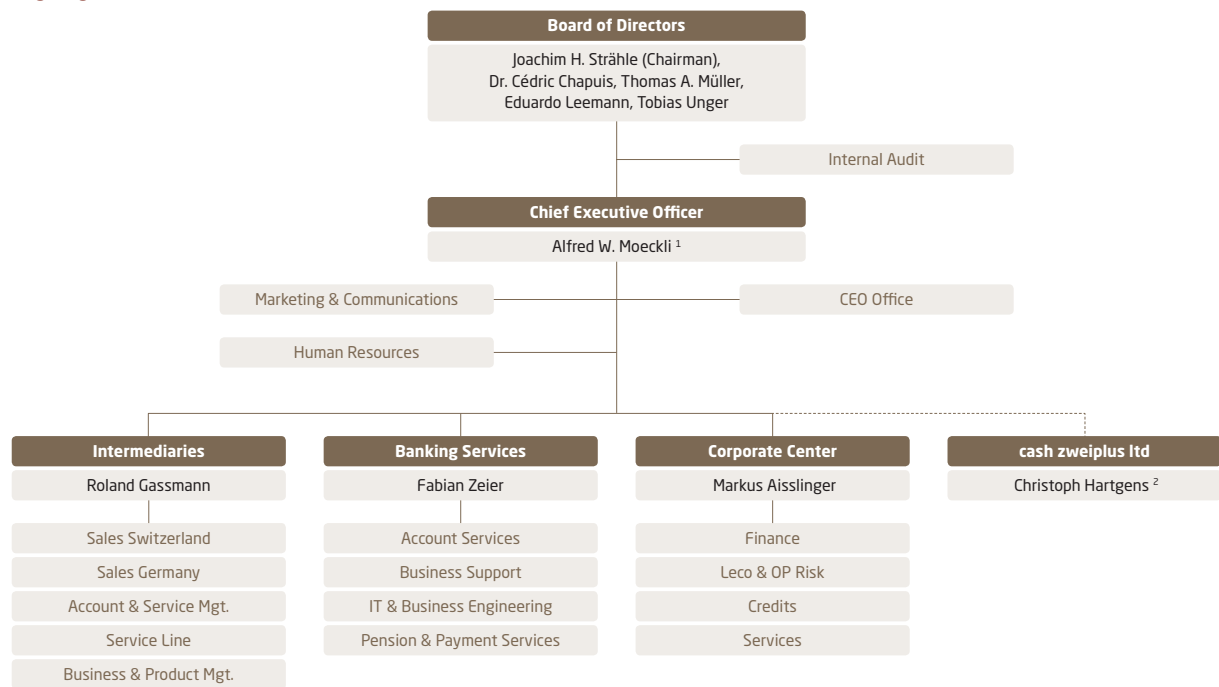 Board of Directors
Joachim H. Strähle (Chairman),
Dr. Cédric Chapuis, Thomas A. Müller,
Eduardo Leemann, Tobias Unger
Internal Audit
Chief Executive Officer
Alfred W. Moeckli 1
Marketing & Communications
CEO Office
Human Resources
Intermediaries
Roland Gassmann
Sales Switzerland
Sales Germany
Account & Service Mgt.
Service Line
Business & Product Mgt.
Banking Services
Fabian Zeier
Account Services
Business Support
IT & Business Engineering
Pension & Payment Services
Corporate Center
Markus Aisslinger
Finance
Leco & OP Risk
Credits
Services
cash zweiplus ltd
Christoph Hartgens 2